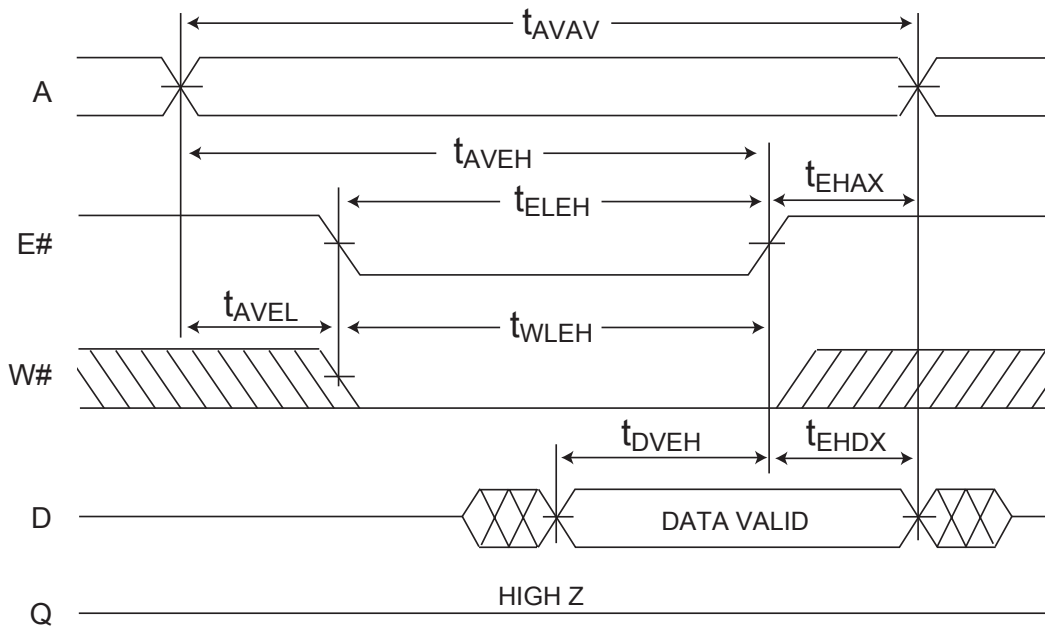 tAVAV
A
tAVEH
tEHAX
tELEH
E#
tAVEL
tWLEH
W#
tDVEH
tEHDX
D
DATA VALID
HIGH Z
Q